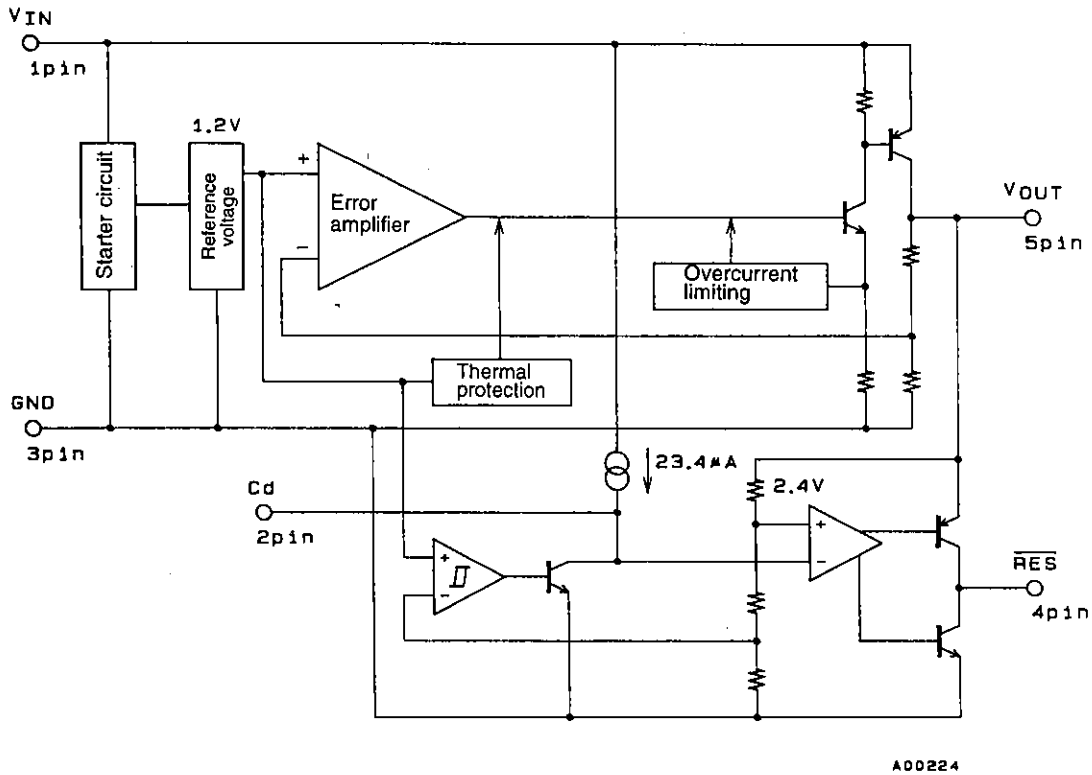 VIN
1pin
1.2V
Starter circuit
Reference
voltage
+
−
Error
amplifier
Overcurrent
limiting
VOUT
5pin
Thermal
protection
GND
3pin
23.4μA
2.4V
Cd
2pin
+
−
+
−
RES
4pin
A00224